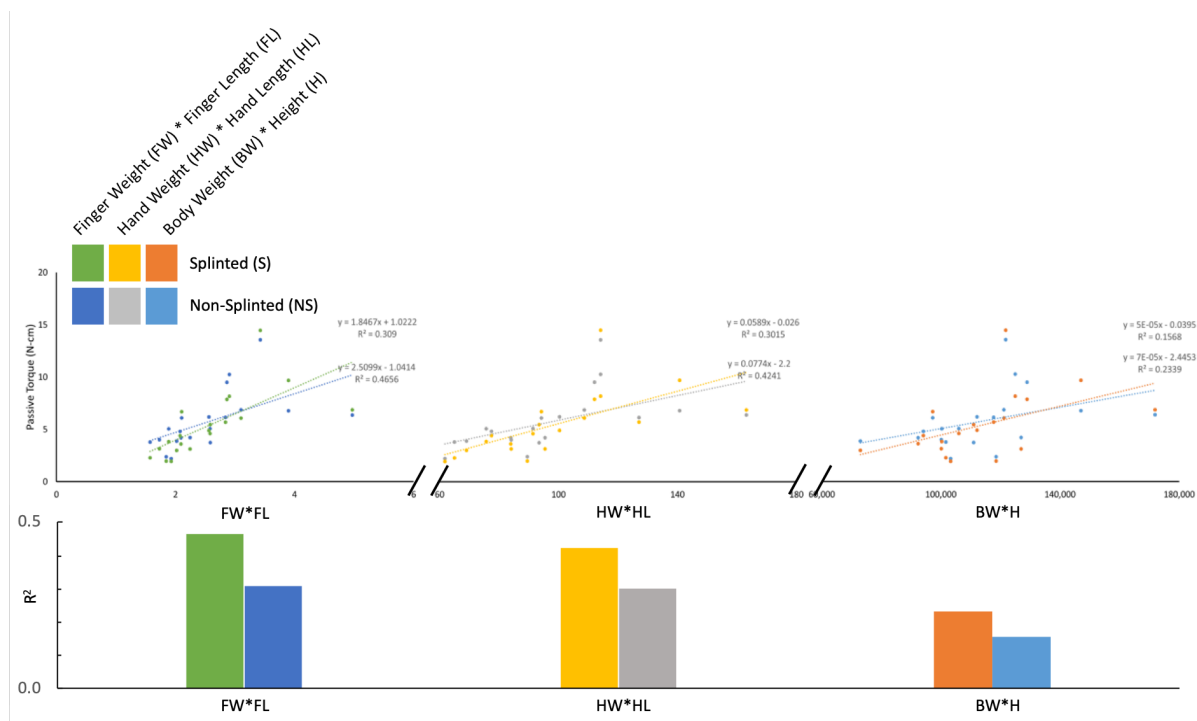 Finger Weight (FW) * Finger Length (FL)
Hand Weight (HW) * Hand Length (HL)
Body Weight (BW) * Height (H)
Splinted (S)
Non-Splinted (NS)
Passive Torque (N-cm)
20
15
10
5
0
y = 1.8467x + 1.0222
R² = 0.309
y = 2.5099x - 1.0414
R² = 0.4656
y = 0.0589x - 0.026
R² = 0.3015
y = 0.0774x - 2.2
R² = 0.4241
y = 5E-05x - 0.0395
R² = 0.1568
y = 7E-05x - 2.4453
R² = 0.2339
0 2 4 6 60 100 140 180 100,000 140,000 180,000
FW*FL HW*HL BW*H
0.5
R²
0.0
FW*FL HW*HL BW*H